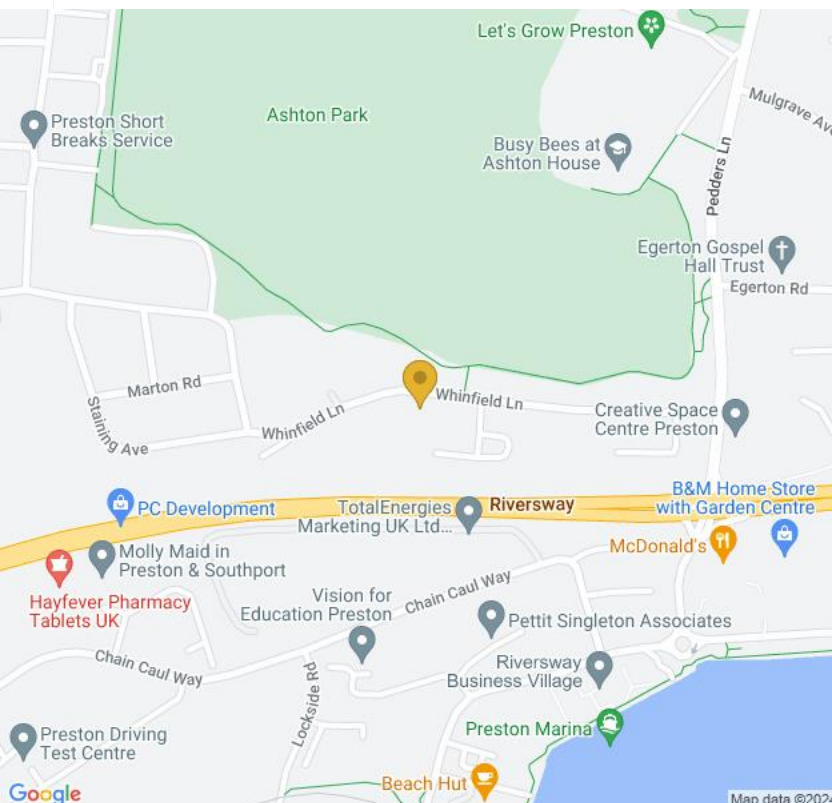 Let's Grow Preston
Mulgrave Ave
Ashton Park
Preston Short
Breaks Service
Busy Bees at
Ashton House
Pedders Ln
Egerton Gospel
Hall Trust
Egerton Rd
Marton Rd
Staining Ave
Whinfield Ln
Whinfield Ln
Creative Space
Centre Preston
PC Development
TotalEnergies
Marketing UK Ltd...
Riversway
B&M Home Store
with Garden Centre
McDonald's
Molly Maid in
Preston & Southport
Hayfever Pharmacy
Tablets UK
Vision for
Education Preston
Chain Caul Way
Pettit Singleton Associates
Chain Caul Way
Lockside Rd
Riversway
Business Village
Preston Marina
Preston Driving
Test Centre
Beach Hut
Google
Map data ©2024